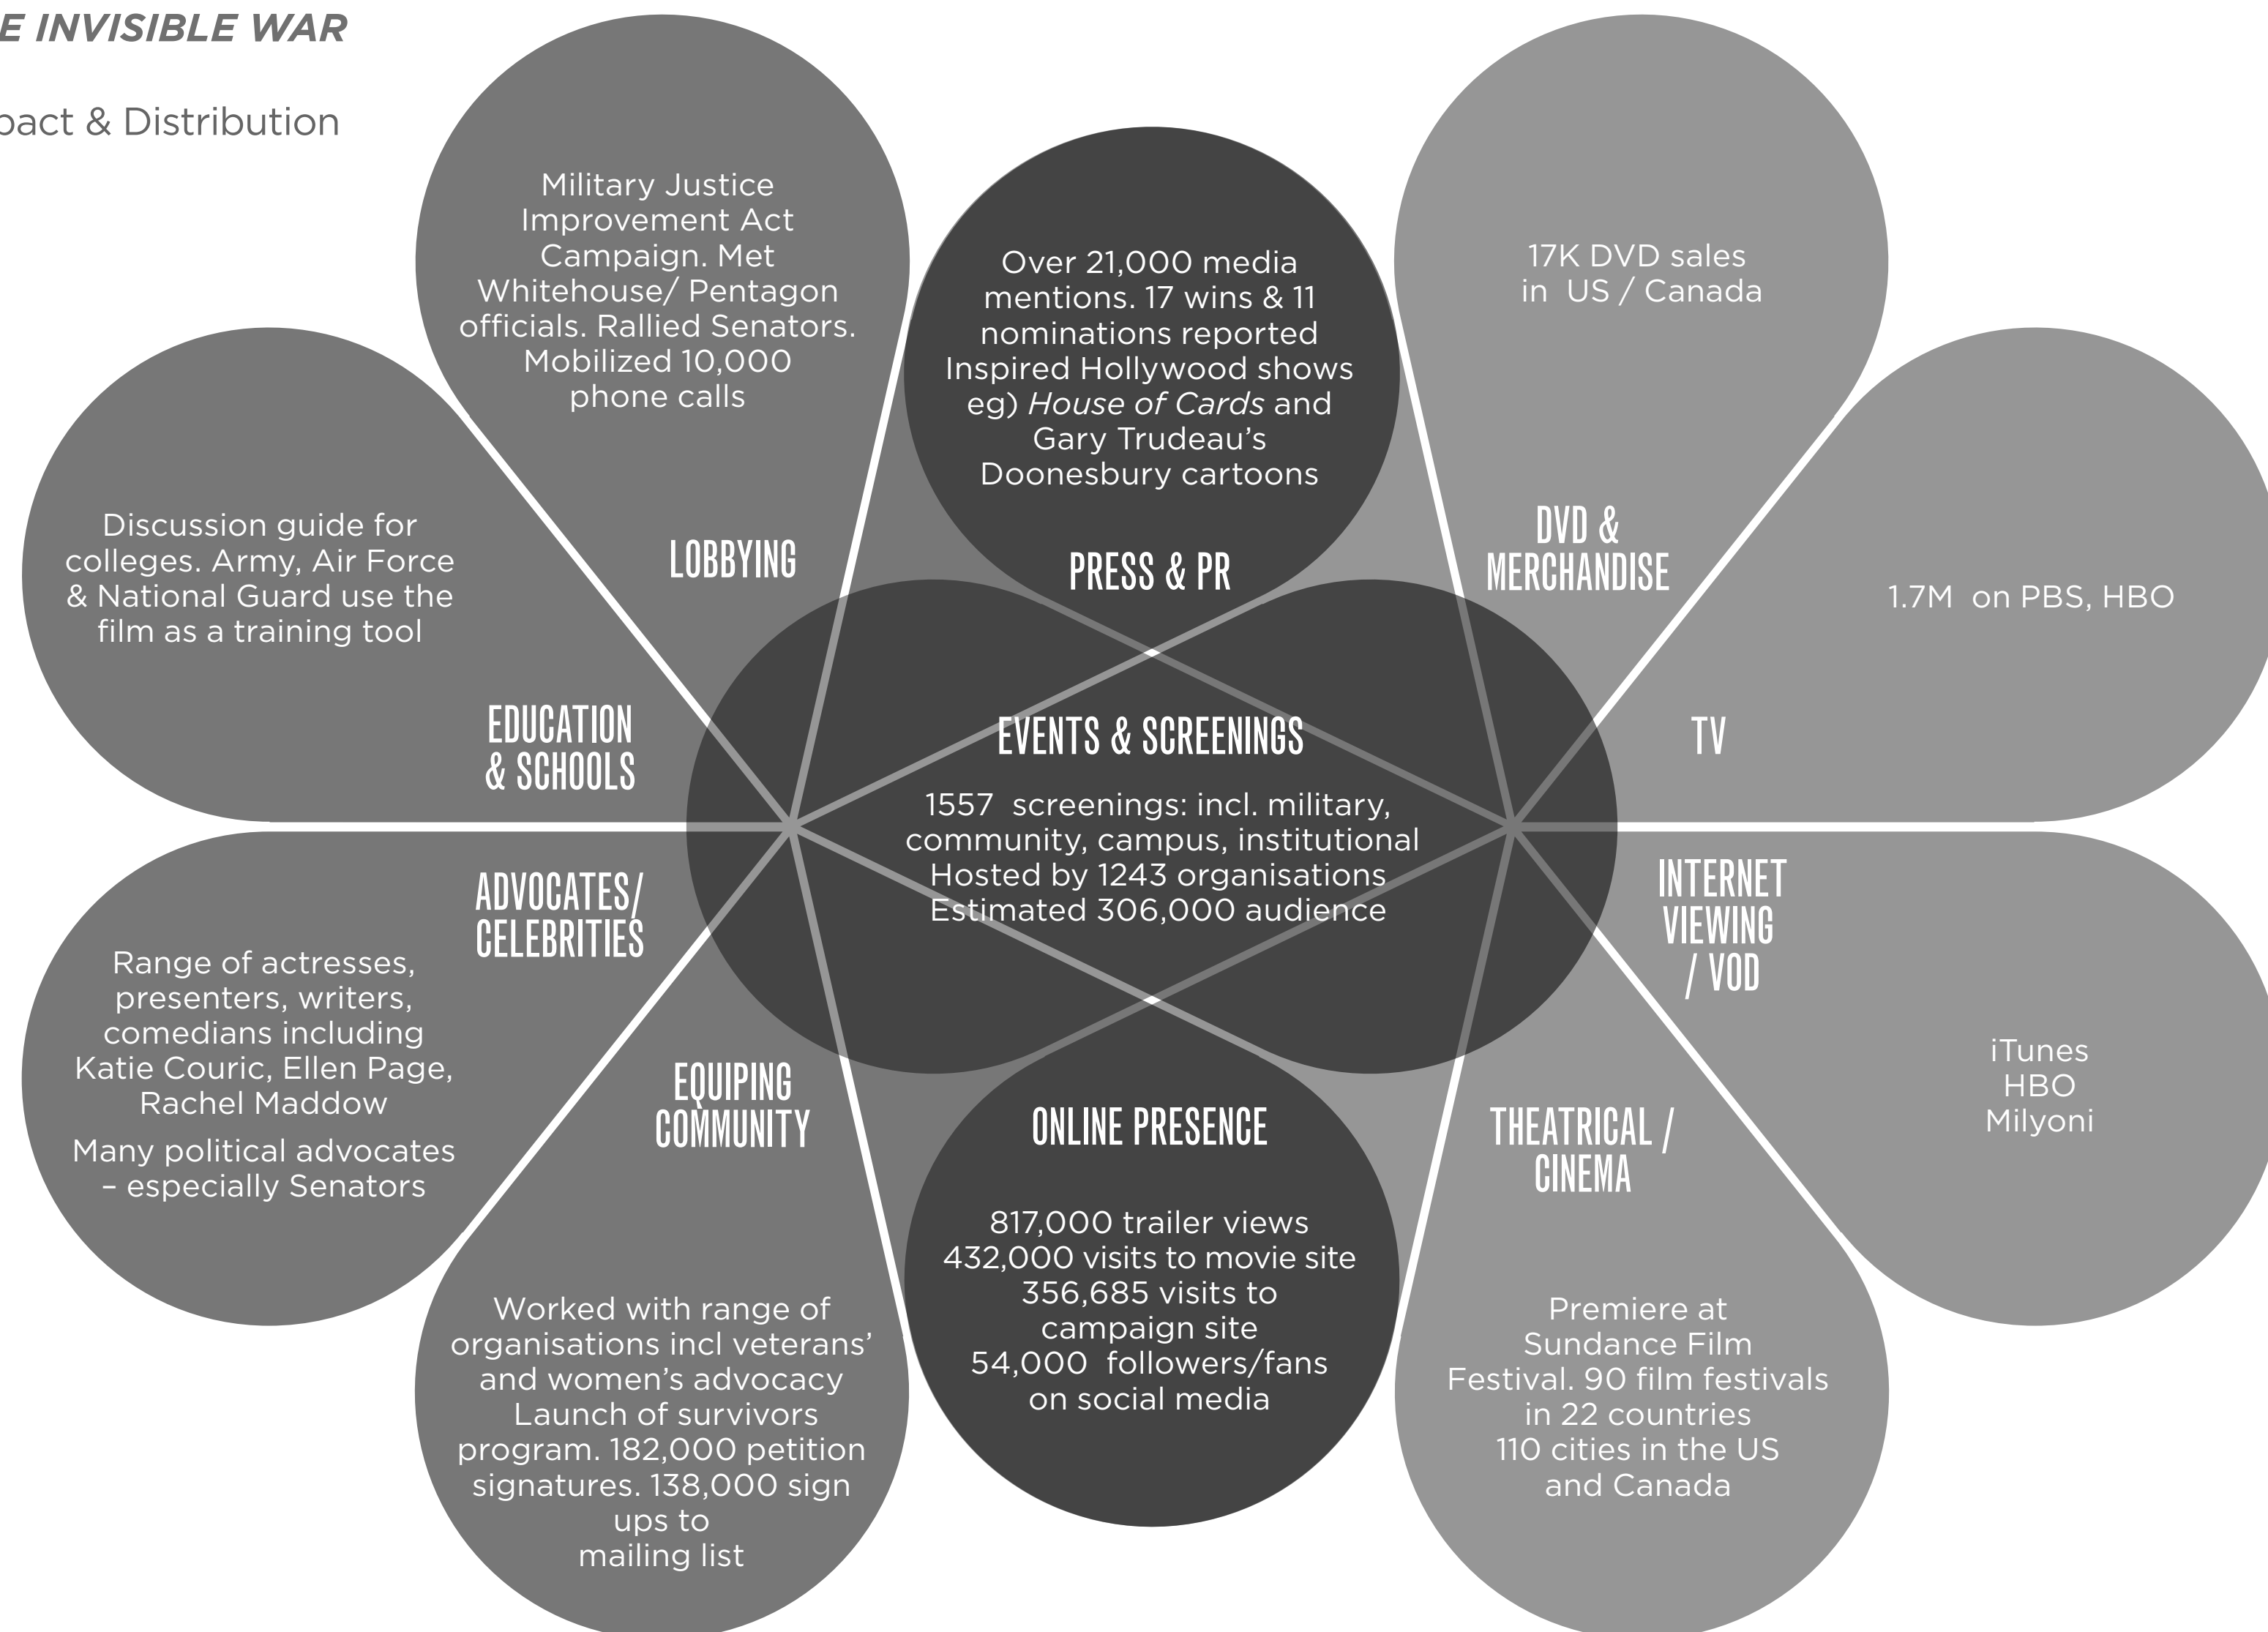 E INVISIBLE WAR
pact & Distribution
Military Justice
Improvement Act
Campaign. Met
Whitehouse/ Pentagon
officials. Rallied Senators.
Mobilized 10,000
phone calls
LOBBYING
Over 21,000 media
mentions. 17 wins & 11
nominations reported
Inspired Hollywood shows
eg) House of Cards and
Gary Trudeau’s
Doonesbury cartoons
PRESS & PR
17K DVD sales
in US / Canada
DVD &
MERCHANDISE
Discussion guide for
colleges. Army, Air Force
& National Guard use the
film as a training tool
EDUCATION
& SCHOOLS
1.7M on PBS, HBO
TV
EVENTS & SCREENINGS
1557 screenings: incl. military,
community, campus, institutional
Hosted by 1243 organisations
Estimated 306,000 audience
ADVOCATES/
CELEBRITIES
Range of actresses,
presenters, writers,
comedians including
Katie Couric, Ellen Page,
Rachel Maddow
Many political advocates
– especially Senators
INTERNET
VIEWING
/ VOD
iTunes
HBO
Milyoni
EQUIPING
COMMUNITY
Worked with range of
organisations incl veterans’
and women’s advocacy
Launch of survivors
program. 182,000 petition
signatures. 138,000 sign
ups to
mailing list
ONLINE PRESENCE
817,000 trailer views
432,000 visits to movie site
356,685 visits to
campaign site
54,000 followers/fans
on social media
THEATRICAL /
CINEMA
Premiere at
Sundance Film
Festival. 90 film festivals
in 22 countries
110 cities in the US
and Canada